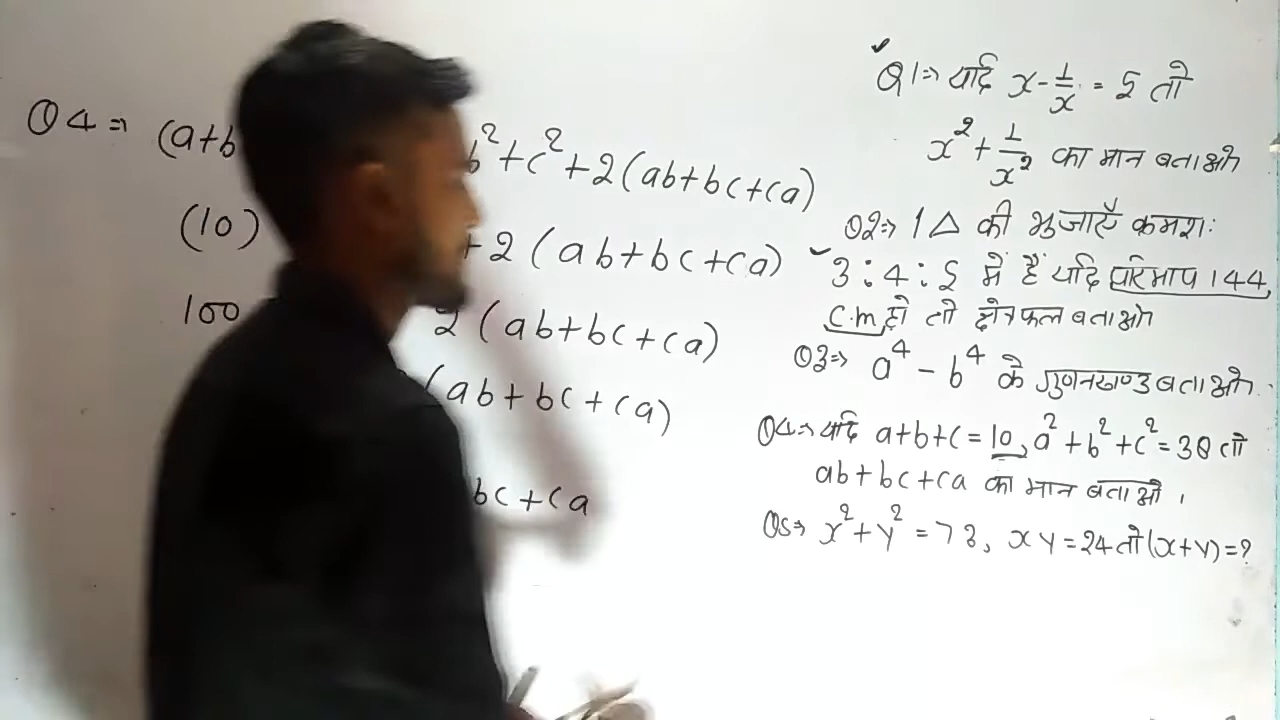 Q4⇒ (a+b b²+c²+2(ab+bc+ca)
(10) +2(ab+bc+ca)
100 2(ab+bc+ca)
(ab+bc+ca)
bc+ca
Q1⇒ यदि x-1/x = 5 तो
x²+1/x² का मान बताओ
Q2⇒ 1△ की भुजाएँ क्रमश:
3:4:5 में हैं यदि परिमाप 144
c.m, हो तो क्षेत्रफल बताओ
Q3⇒ a⁴-b⁴ के गुणनखण्ड बताओ
Q4⇒ यदि a+b+c=10, a²+b²+c²=38 तो
ab+bc+ca का मान बताओ।
Q5⇒ x²+y²=73, xy=24 तो (x+y)=?